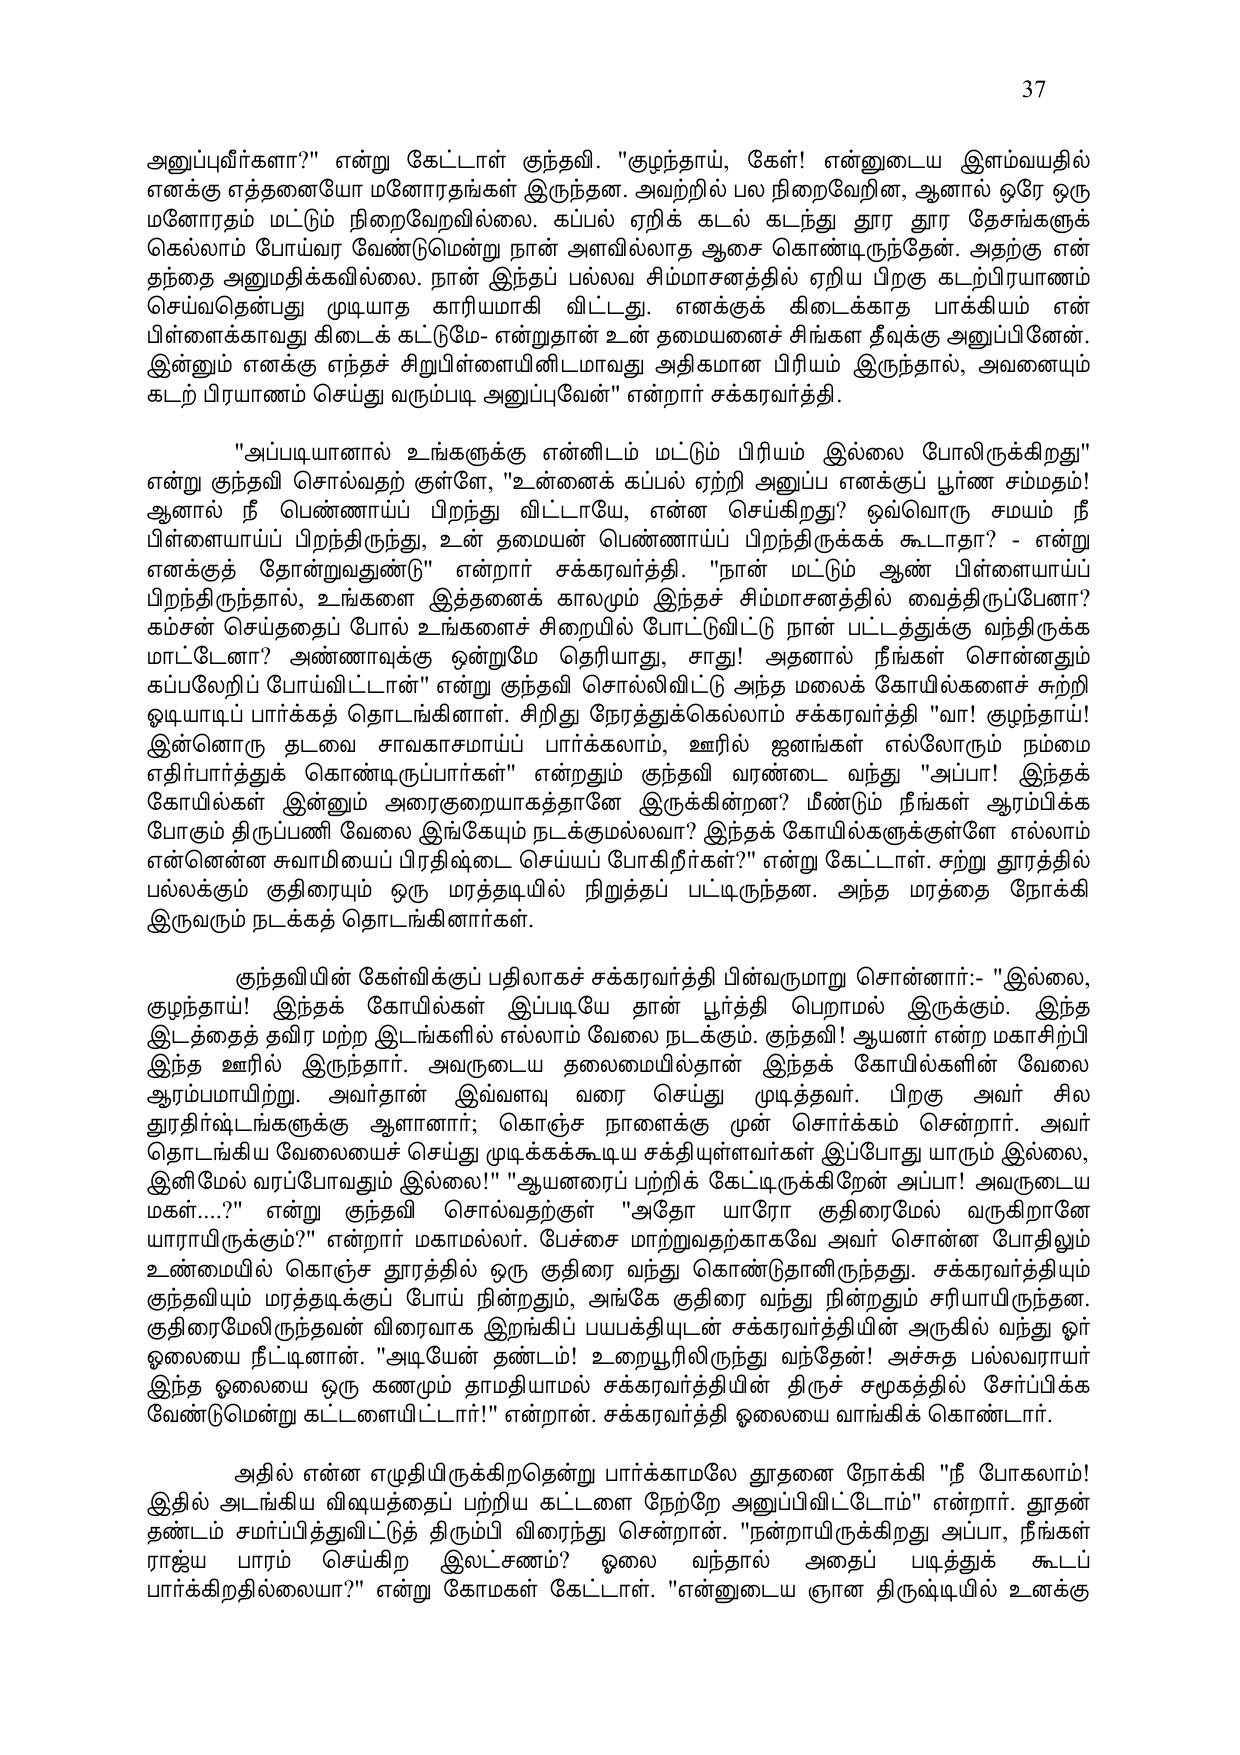 37
அனுப்புவீர்களா?" என்று கேட்டாள் குந்தவி. "குழந்தாய், கேள்! என்னுடைய இளம்வயதில்
எனக்கு எத்தனையோ மனோரதங்கள் இருந்தன. அவற்றில் பல நிறைவேறின, ஆனால் ஒரே ஒரு
மனோரதம் மட்டும் நிறைவேறவில்லை. கப்பல் ஏறிக் கடல் கடந்து தூர தூர தேசங்களுக்
கெல்லாம் போய்வர வேண்டுமென்று நான் அளவில்லாத ஆசை கொண்டிருந்தேன். அதற்கு என்
தந்தை அனுமதிக்கவில்லை. நான் இந்தப் பல்லவ சிம்மாசனத்தில் ஏறிய பிறகு கடற்பிரயாணம்
செய்வதென்பது முடியாத காரியமாகி விட்டது. எனக்குக் கிடைக்காத பாக்கியம் என்
பிள்ளைக்காவது கிடைக் கட்டுமே- என்றுதான் உன் தமையனைச் சிங்கள தீவுக்கு அனுப்பினேன்.
இன்னும் எனக்கு எந்தச் சிறுபிள்ளையினிடமாவது அதிகமான பிரியம் இருந்தால், அவனையும்
கடற் பிரயாணம் செய்து வரும்படி அனுப்புவேன்" என்றார் சக்கரவர்த்தி.
"அப்படியானால் உங்களுக்கு என்னிடம் மட்டும் பிரியம் இல்லை போலிருக்கிறது"
என்று குந்தவி சொல்வதற் குள்ளே, "உன்னைக் கப்பல் ஏற்றி அனுப்ப எனக்குப் பூர்ண சம்மதம்!
ஆனால் நீ பெண்ணாய்ப் பிறந்து விட்டாயே, என்ன செய்கிறது? ஒவ்வொரு சமயம் நீ
பிள்ளையாய்ப் பிறந்திருந்து, உன் தமையன் பெண்ணாய்ப் பிறந்திருக்கக் கூடாதா? - என்று
எனக்குத் தோன்றுவதுண்டு" என்றார் சக்கரவர்த்தி. "நான் மட்டும் ஆண் பிள்ளையாய்ப்
பிறந்திருந்தால், உங்களை இத்தனைக் காலமும் இந்தச் சிம்மாசனத்தில் வைத்திருப்பேனா?
கம்சன் செய்ததைப் போல் உங்களைச் சிறையில் போட்டுவிட்டு நான் பட்டத்துக்கு வந்திருக்க
மாட்டேனா? அண்ணாவுக்கு ஒன்றுமே தெரியாது, சாது! அதனால் நீங்கள் சொன்னதும்
கப்பலேறிப் போய்விட்டான்" என்று குந்தவி சொல்லிவிட்டு அந்த மலைக் கோயில்களைச் சுற்றி
ஓடியாடிப் பார்க்கத் தொடங்கினாள். சிறிது நேரத்துக்கெல்லாம் சக்கரவர்த்தி "வா! குழந்தாய்!
இன்னொரு தடவை சாவகாசமாய்ப் பார்க்கலாம், ஊரில் ஜனங்கள் எல்லோரும் நம்மை
எதிர்பார்த்துக் கொண்டிருப்பார்கள்" என்றதும் குந்தவி வரண்டை வந்து "அப்பா! இந்தக்
கோயில்கள் இன்னும் அரைகுறையாகத்தானே இருக்கின்றன? மீண்டும் நீங்கள் ஆரம்பிக்க
போகும் திருப்பணி வேலை இங்கேயும் நடக்குமல்லவா? இந்தக் கோயில்களுக்குள்ளே எல்லாம்
என்னென்ன சுவாமியைப் பிரதிஷ்டை செய்யப் போகிறீர்கள்?" என்று கேட்டாள். சற்று தூரத்தில்
பல்லக்கும் குதிரையும் ஒரு மரத்தடியில் நிறுத்தப் பட்டிருந்தன. அந்த மரத்தை நோக்கி
இருவரும் நடக்கத் தொடங்கினார்கள்.
குந்தவியின் கேள்விக்குப் பதிலாகச் சக்கரவர்த்தி பின்வருமாறு சொன்னார்:- "இல்லை,
குழந்தாய்! இந்தக் கோயில்கள் இப்படியே தான் பூர்த்தி பெறாமல் இருக்கும். இந்த
இடத்தைத் தவிர மற்ற இடங்களில் எல்லாம் வேலை நடக்கும். குந்தவி! ஆயனர் என்ற மகாசிற்பி
இந்த ஊரில் இருந்தார். அவருடைய தலைமையில்தான் இந்தக் கோயில்களின் வேலை
ஆரம்பமாயிற்று. அவர்தான் இவ்வளவு வரை செய்து முடித்தவர். பிறகு அவர் சில
துரதிர்ஷ்டங்களுக்கு ஆளானார்; கொஞ்ச நாளைக்கு முன் சொர்க்கம் சென்றார். அவர்
தொடங்கிய வேலையைச் செய்து முடிக்கக்கூடிய சக்தியுள்ளவர்கள் இப்போது யாரும் இல்லை,
இனிமேல் வரப்போவதும் இல்லை!" "ஆயனரைப் பற்றிக் கேட்டிருக்கிறேன் அப்பா! அவருடைய
மகள்....?" என்று குந்தவி சொல்வதற்குள் "அதோ யாரோ குதிரைமேல் வருகிறானே
யாராயிருக்கும்?" என்றார் மகாமல்லர். பேச்சை மாற்றுவதற்காகவே அவர் சொன்ன போதிலும்
உண்மையில் கொஞ்ச தூரத்தில் ஒரு குதிரை வந்து கொண்டுதானிருந்தது. சக்கரவர்த்தியும்
குந்தவியும் மரத்தடிக்குப் போய் நின்றதும், அங்கே குதிரை வந்து நின்றதும் சரியாயிருந்தன.
குதிரைமேலிருந்தவன் விரைவாக இறங்கிப் பயபக்தியுடன் சக்கரவர்த்தியின் அருகில் வந்து ஓர்
ஓலையை நீட்டினான். "அடியேன் தண்டம்! உறையூரிலிருந்து வந்தேன்! அச்சுத பல்லவராயர்
இந்த ஓலையை ஒரு கணமும் தாமதியாமல் சக்கரவர்த்தியின் திருச் சமூகத்தில் சேர்ப்பிக்க
வேண்டுமென்று கட்டளையிட்டார்!" என்றான். சக்கரவர்த்தி ஓலையை வாங்கிக் கொண்டார்.
அதில் என்ன எழுதியிருக்கிறதென்று பார்க்காமலே தூதனை நோக்கி "நீ போகலாம்!
இதில் அடங்கிய விஷயத்தைப் பற்றிய கட்டளை நேற்றே அனுப்பிவிட்டோம்" என்றார். தூதன்
தண்டம் சமர்ப்பித்துவிட்டுத் திரும்பி விரைந்து சென்றான். "நன்றாயிருக்கிறது அப்பா, நீங்கள்
ராஜ்ய பாரம் செய்கிற இலட்சணம்? ஓலை வந்தால் அதைப் படித்துக் கூடப்
பார்க்கிறதில்லையா?" என்று கோமகள் கேட்டாள். "என்னுடைய ஞான திருஷ்டியில் உனக்கு